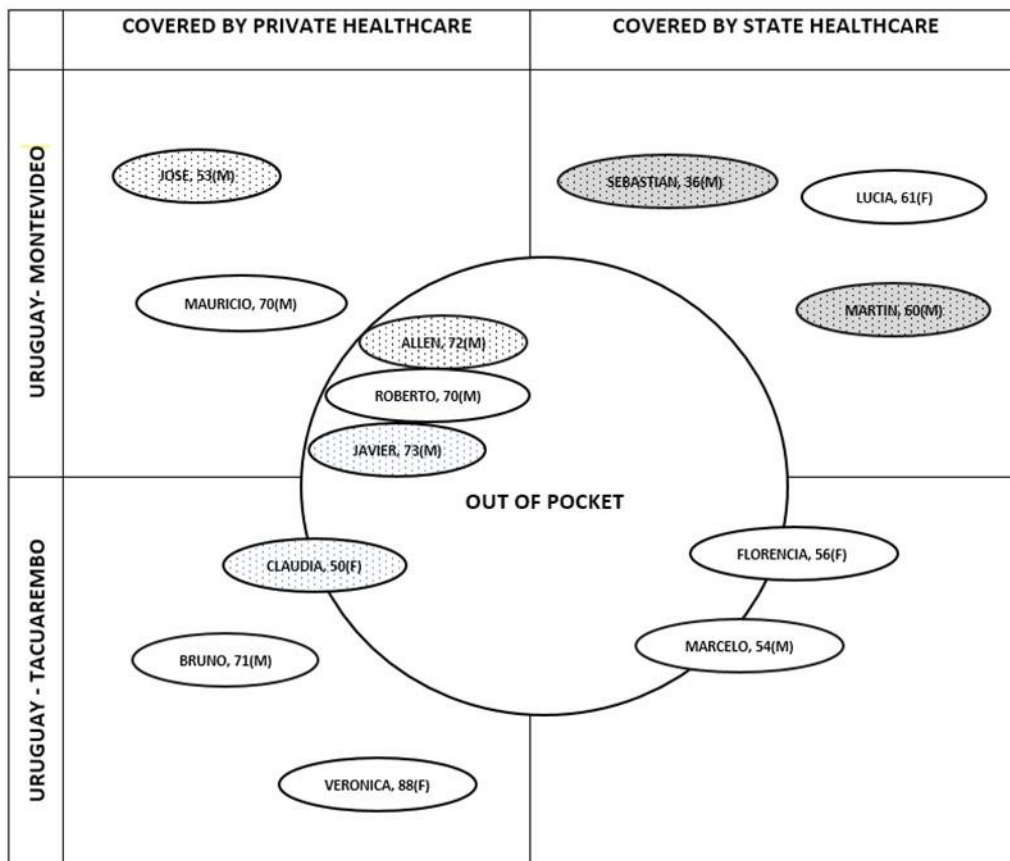 COVERED BY PRIVATE HEALTHCARE
COVERED BY STATE HEALTHCARE
URUGUAY- MONTEVIDEO
JOSE, 53(M)
SEBASTIAN, 36(M)
LUCIA, 61(F)
MAURICIO, 70(M)
MARTIN, 60(M)
ALLEN, 72(M)
ROBERTO, 70(M)
JAVIER, 73(M)
OUT OF POCKET
URUGUAY - TACUAREMBO
CLAUDIA, 50(F)
FLORENCIA, 56(F)
BRUNO, 71(M)
MARCELO, 54(M)
VERONICA, 88(F)